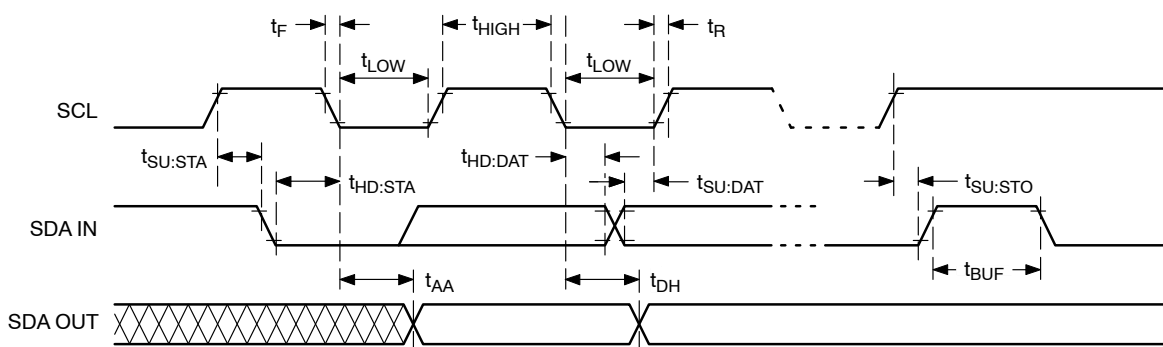 tF
tHIGH
tR
tLOW
tLOW
SCL
tSU:STA
tHD:DAT
tHD:STA
tSU:DAT
tSU:STO
SDA IN
tBUF
tAA
tDH
SDA OUT